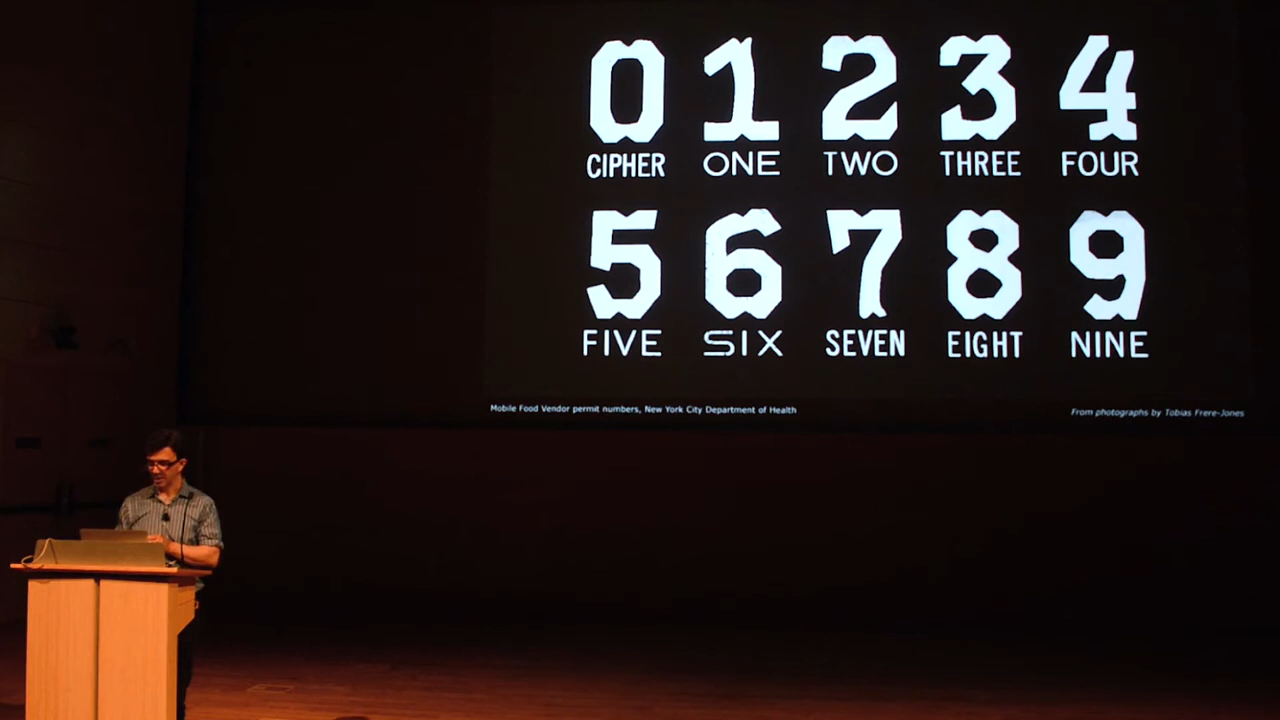 0 1 2 3 4
CIPHER ONE TWO THREE FOUR
5 6 7 8 9
FIVE SIX SEVEN EIGHT NINE
Mobile Food Vendor permit numbers, New York City Department of Health
From photographs by Tobias Frere-Jones